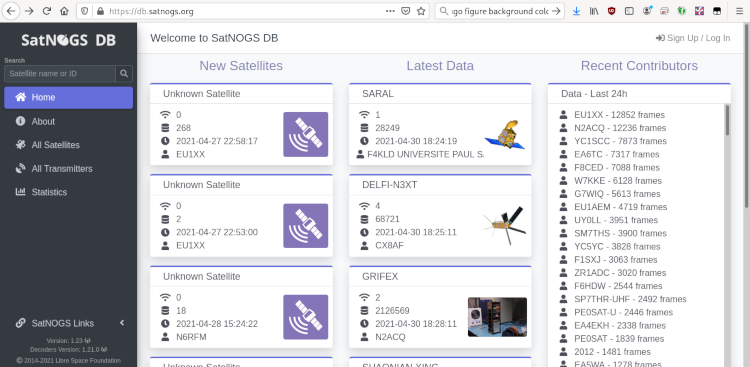 https://db.satnogs.org
ogo figure background colo
SatNOGS DB
Search
Satellite name or ID
Home
About
All Satellites
All Transmitters
Statistics
SatNOGS Links
Version: 1.23
Decoders Version: 1.21.0
© 2014-2021 Libre Space Foundation
Welcome to SatNOGS DB
Sign Up / Log In
New Satellites
Unknown Satellite
0
268
2021-04-27 22:58:17
EU1XX
Unknown Satellite
0
2
2021-04-27 22:53:00
EU1XX
Unknown Satellite
0
18
2021-04-28 15:24:22
N6RFM
Unknown Satellite
Latest Data
SARAL
1
28249
2021-04-30 18:24:19
F4KLD UNIVERSITE PAUL S.
DELFI-N3XT
4
68721
2021-04-30 18:25:11
CX8AF
GRIFEX
2
2126569
2021-04-30 18:28:11
N2ACQ
SHAONIAN XING
Recent Contributors
Data - Last 24h
EU1XX - 12852 frames
N2ACQ - 12236 frames
YC1SCC - 7873 frames
EA6TC - 7317 frames
F8CED - 7088 frames
W7KKE - 6128 frames
G7WIQ - 5613 frames
EU1AEM - 4719 frames
UY0LL - 3951 frames
SM7THS - 3900 frames
YC5YC - 3828 frames
F1SXJ - 3063 frames
ZR1ADC - 3020 frames
F6HDW - 2544 frames
SP7THR-UHF - 2492 frames
PE0SAT-U - 2446 frames
EA4EKH - 2338 frames
PE0SAT - 1839 frames
2012 - 1481 frames
EA5WA - 1278 frames